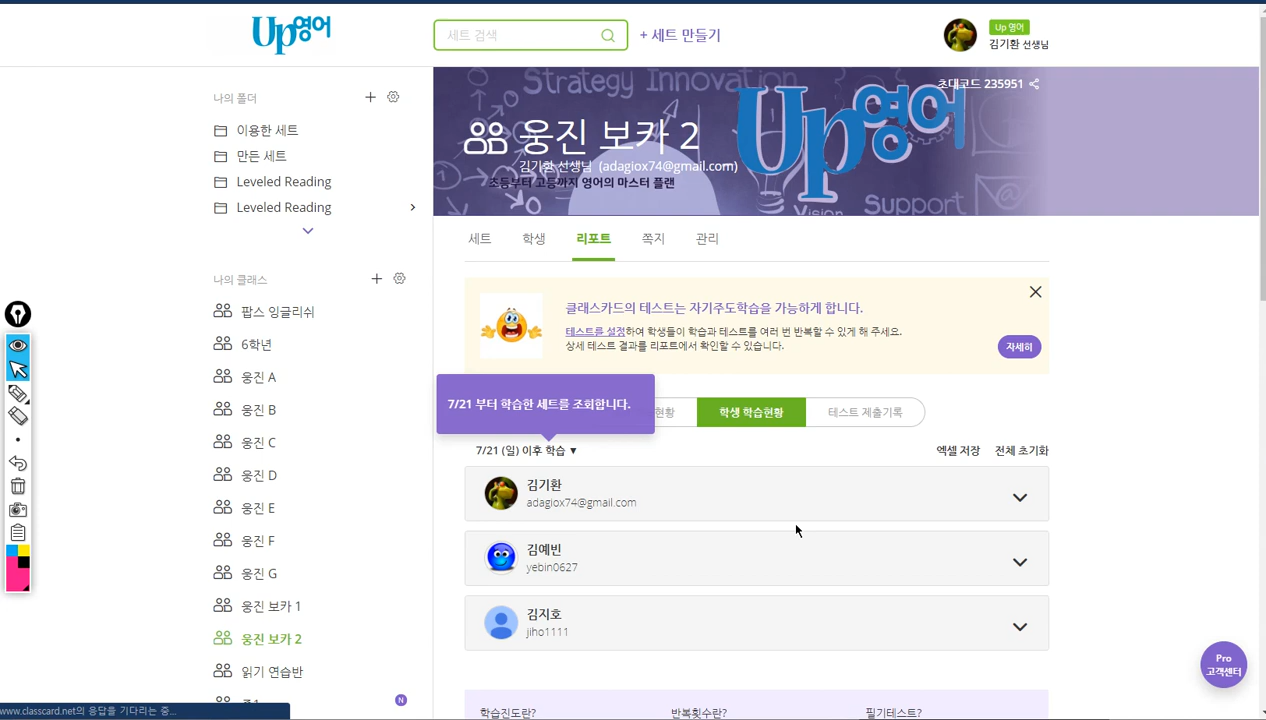 Up영어
세트 검색
+ 세트 만들기
Up 영어
김기환 선생님
나의 폴더
이용한 세트
만든 세트
Leveled Reading
Leveled Reading
나의 클래스
팝스 잉글리쉬
6학년
웅진 A
웅진 B
웅진 C
웅진 D
웅진 E
웅진 F
웅진 G
웅진 보카 1
웅진 보카 2
읽기 연습반
N
www.classcard.net의 응답을 기다리는 중...
Strategy Innovation
초대코드 235951
Up영어
웅진 보카 2
김기환 선생님 (adagiox74@gmail.com)
초등부터 고등까지 영어의 마스터 플랜
Vision
Support
세트 학생 리포트 쪽지 관리
클래스카드의 테스트는 자기주도학습을 가능하게 합니다.
테스트를 설정하여 학생들이 학습과 테스트를 여러 번 반복할 수 있게 해 주세요.
상세 테스트 결과를 리포트에서 확인할 수 있습니다.
자세히
7/21 부터 학습한 세트를 조회합니다.
현황 학생 학습현황 테스트 제출기록
7/21 (일) 이후 학습 ▼ 엑셀 저장 전체 초기화
김기환
adagiox74@gmail.com
김예빈
yebin0627
김지호
jiho1111
Pro
고객센터
학습진도란? 반복횟수란? 필기테스트?